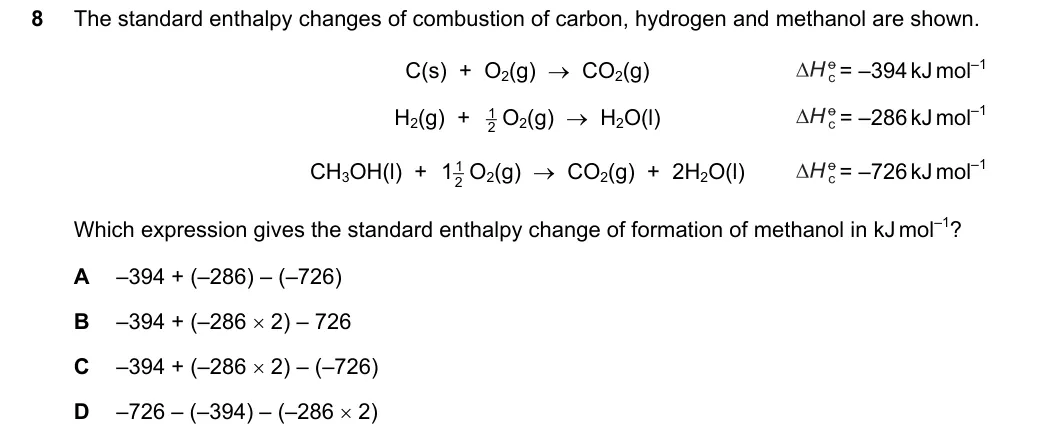 8 The standard enthalpy changes of combustion of carbon, hydrogen and methanol are shown.
C(s) + O₂(g) → CO₂(g) ΔH⦵c = –394 kJ mol⁻¹
H₂(g) + ½ O₂(g) → H₂O(l) ΔH⦵c = –286 kJ mol⁻¹
CH₃OH(l) + 1½ O₂(g) → CO₂(g) + 2H₂O(l) ΔH⦵c = –726 kJ mol⁻¹
Which expression gives the standard enthalpy change of formation of methanol in kJ mol⁻¹?
A –394 + (–286) – (–726)
B –394 + (–286 × 2) – 726
C –394 + (–286 × 2) – (–726)
D –726 – (–394) – (–286 × 2)